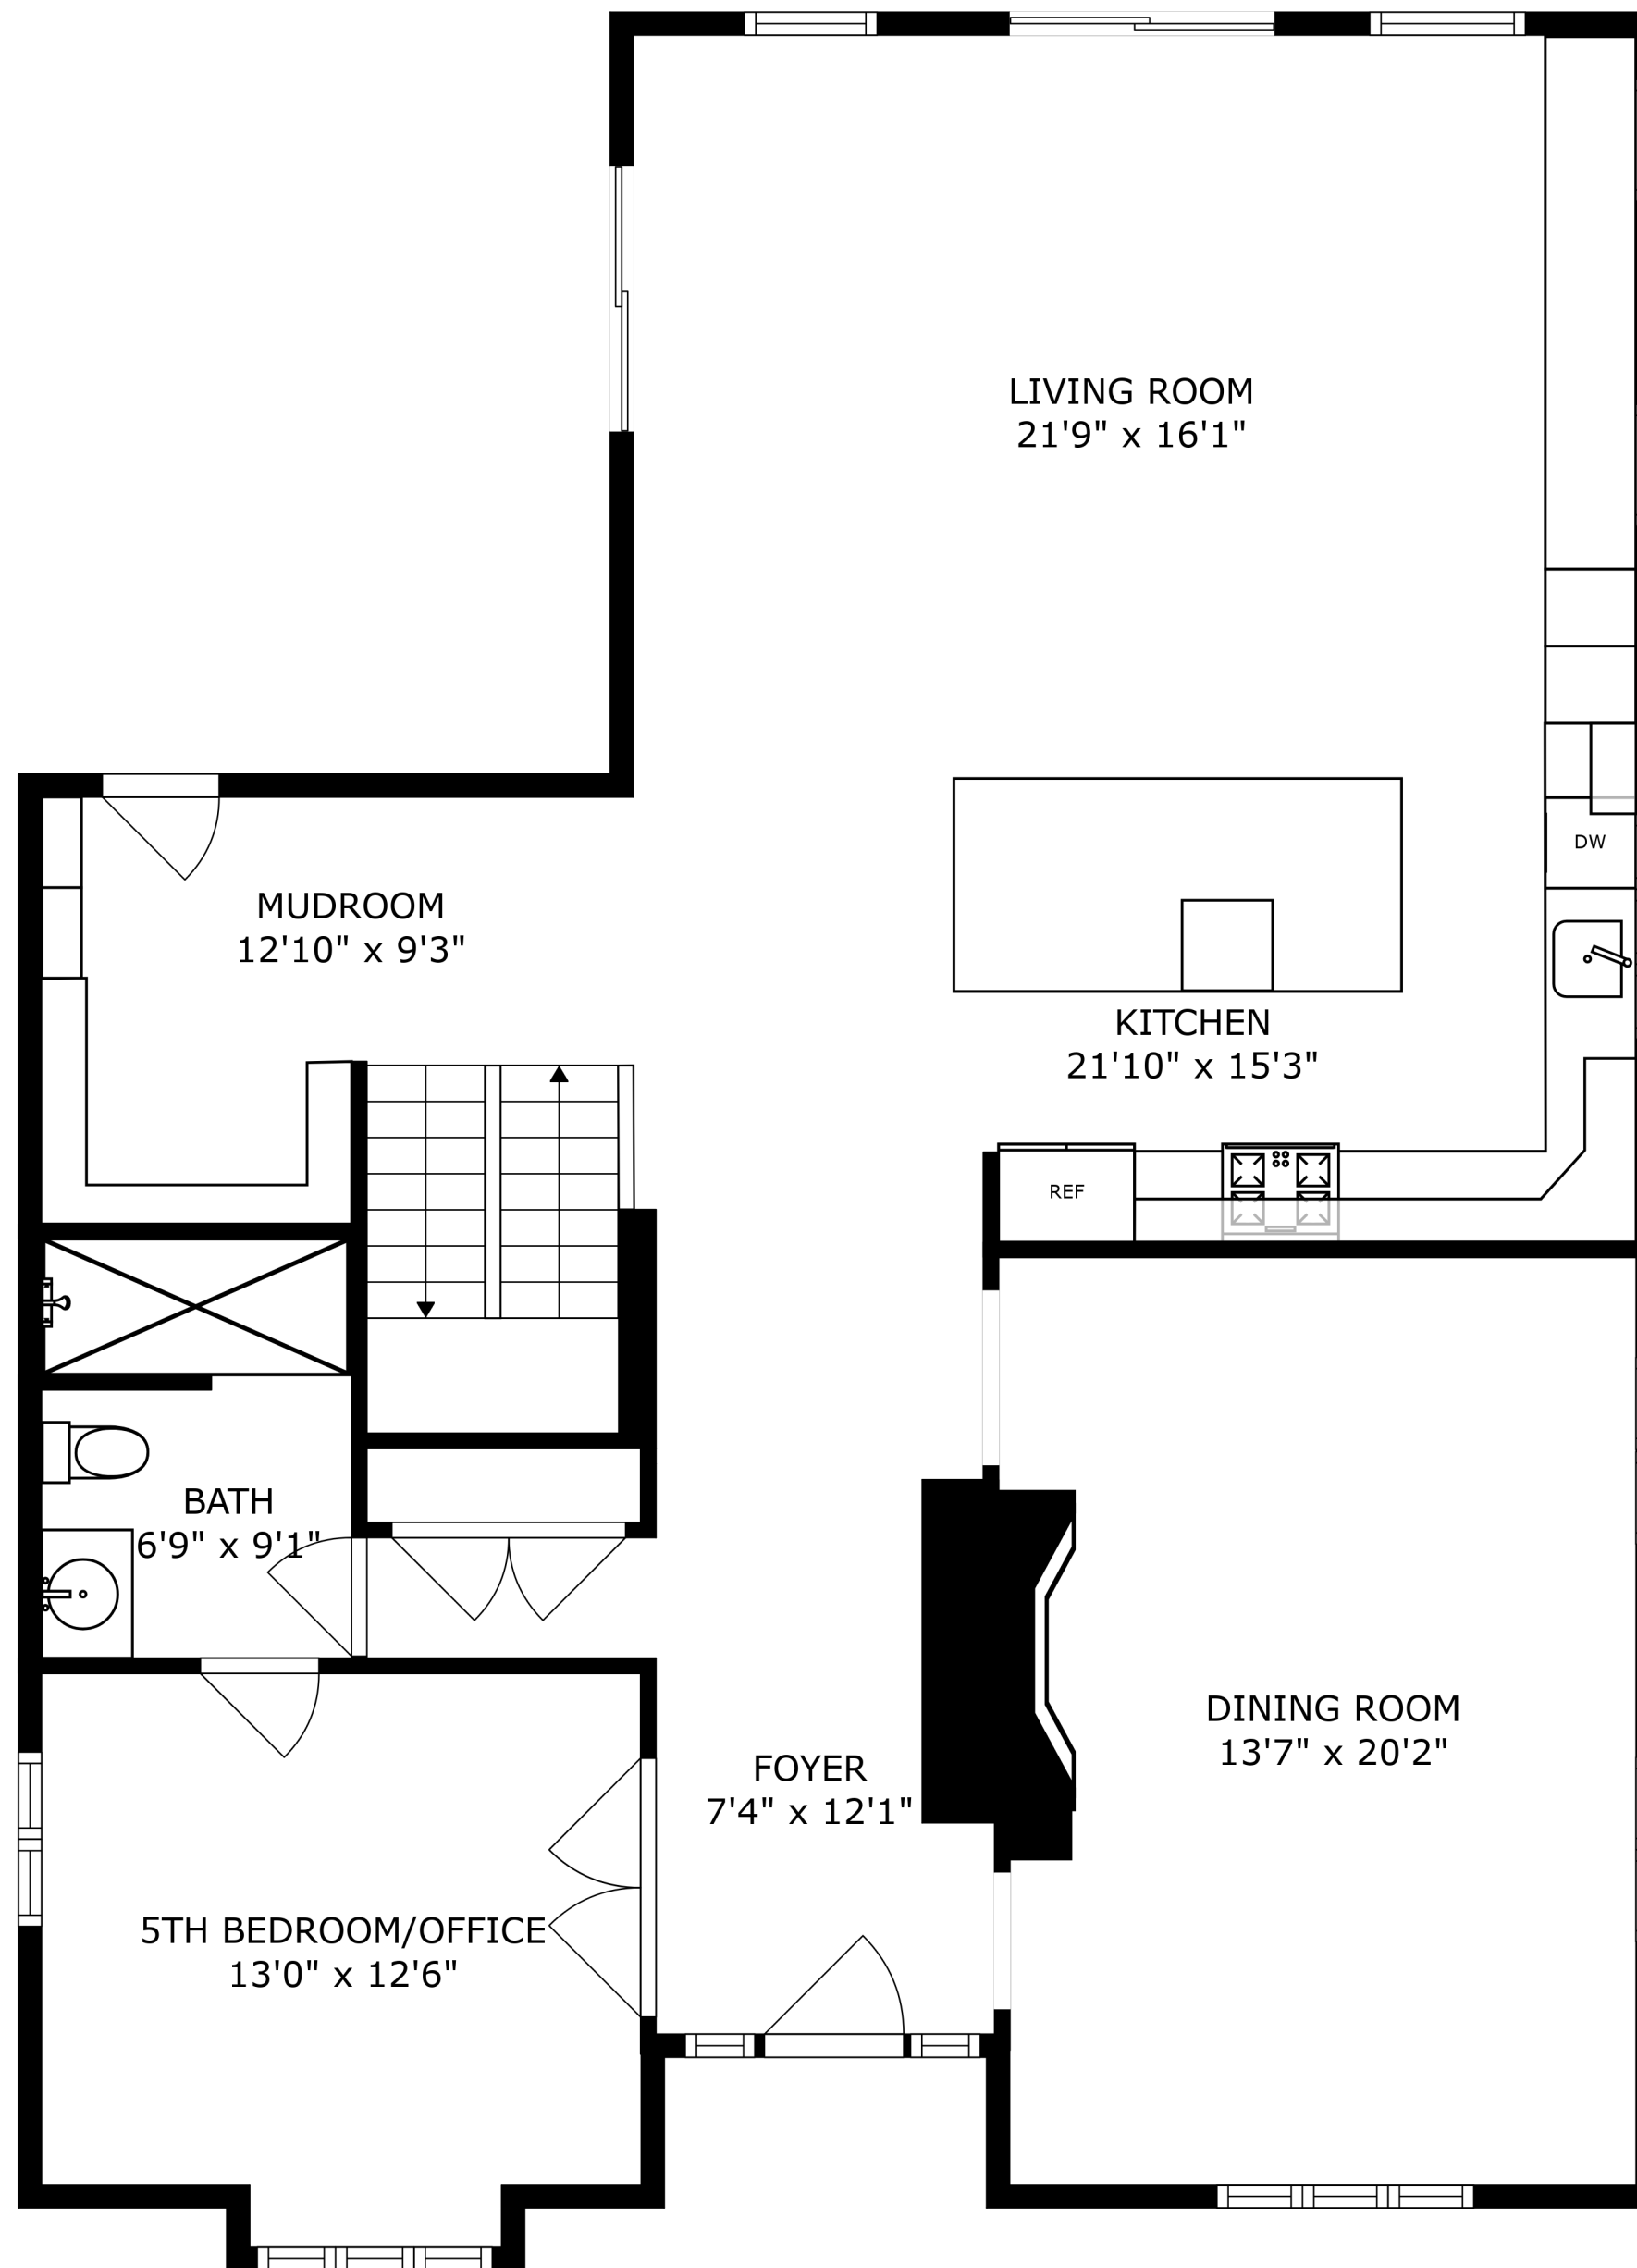 LIVING ROOM
21'9" x 16'1"
DW
MUDROOM
12'10" x 9'3"
KITCHEN
21'10" x 15'3"
REF
BATH
6'9" x 9'1"
DINING ROOM
13'7" x 20'2"
FOYER
7'4" x 12'1"
5TH BEDROOM/OFFICE
13'0" x 12'6"